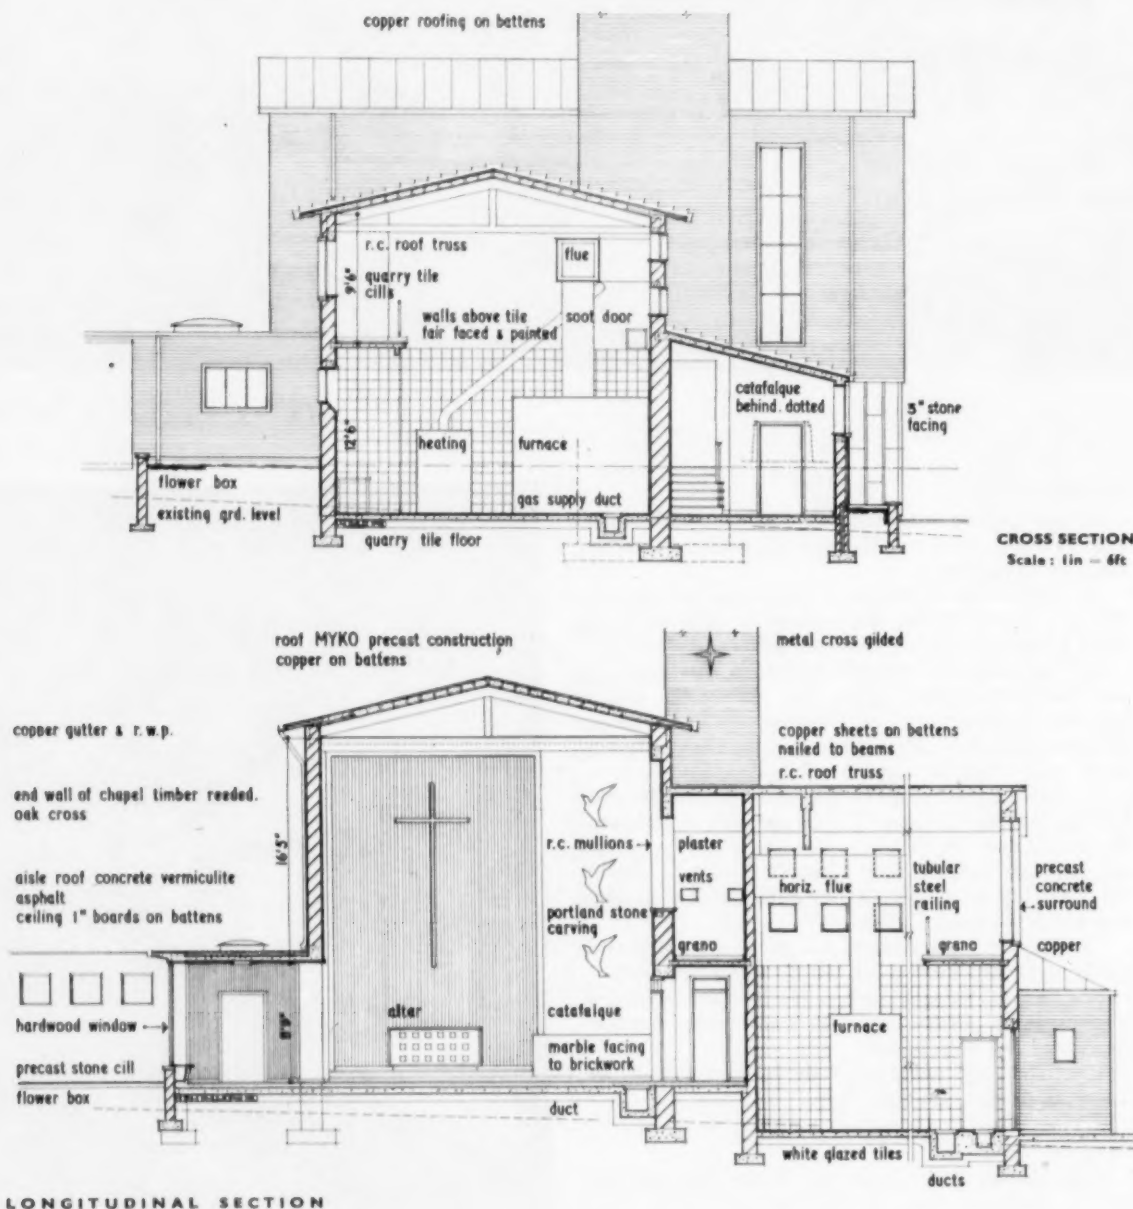 copper roofing on battens
r.c. roof truss
flue
9'6"
quarry tile
cills
walls above tile
fair faced & painted
soot door
catafalque
behind. dotted
3" stone
facing
12'6"
heating
furnace
flower box
gas supply duct
existing grd. level
quarry tile floor
CROSS SECTION
Scale: 1in — 6ft
roof MYKO precast construction
copper on battens
metal cross gilded
copper gutter & r.w.p.
copper sheets on battens
nailed to beams
r.c. roof truss
end wall of chapel timber reeded.
oak cross
16'5"
r.c. mullions
plaster
aisle roof concrete vermiculite
asphalt
ceiling 1" boards on battens
vents
horiz. flue
tubular
steel
railing
precast
concrete
surround
portland stone
carving
grano
grano
copper
hardwood window
8'9"
altar
catafalque
furnace
precast stone cill
marble facing
to brickwork
flower box
duct
white glazed tiles
ducts
LONGITUDINAL SECTION